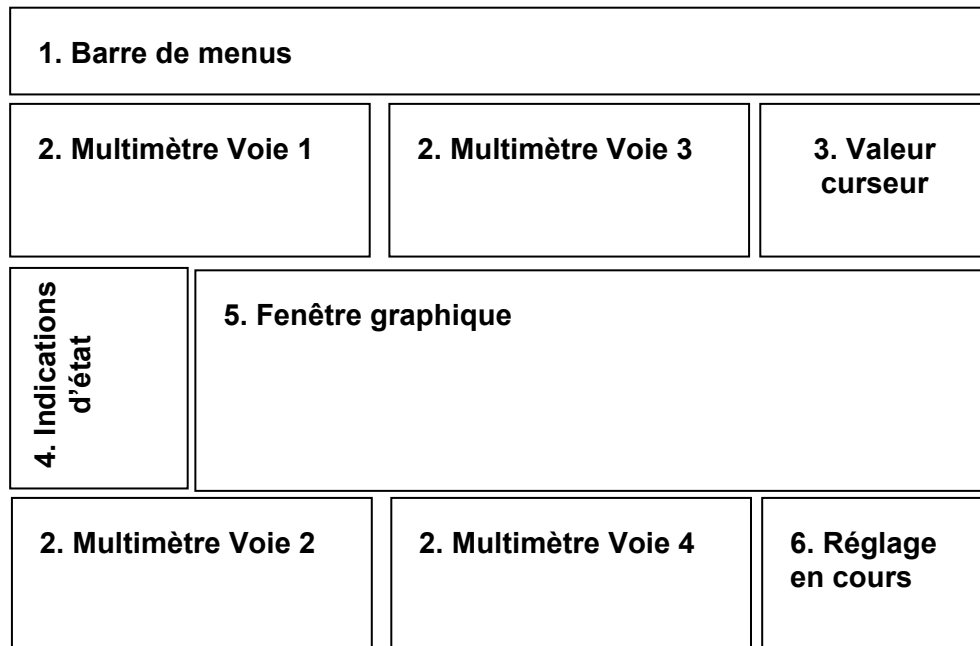 1. Barre de menus
2. Multimètre Voie 1
2. Multimètre Voie 3
3. Valeur
curseur
4. Indications
d’état
5. Fenêtre graphique
2. Multimètre Voie 2
2. Multimètre Voie 4
6. Réglage
en cours